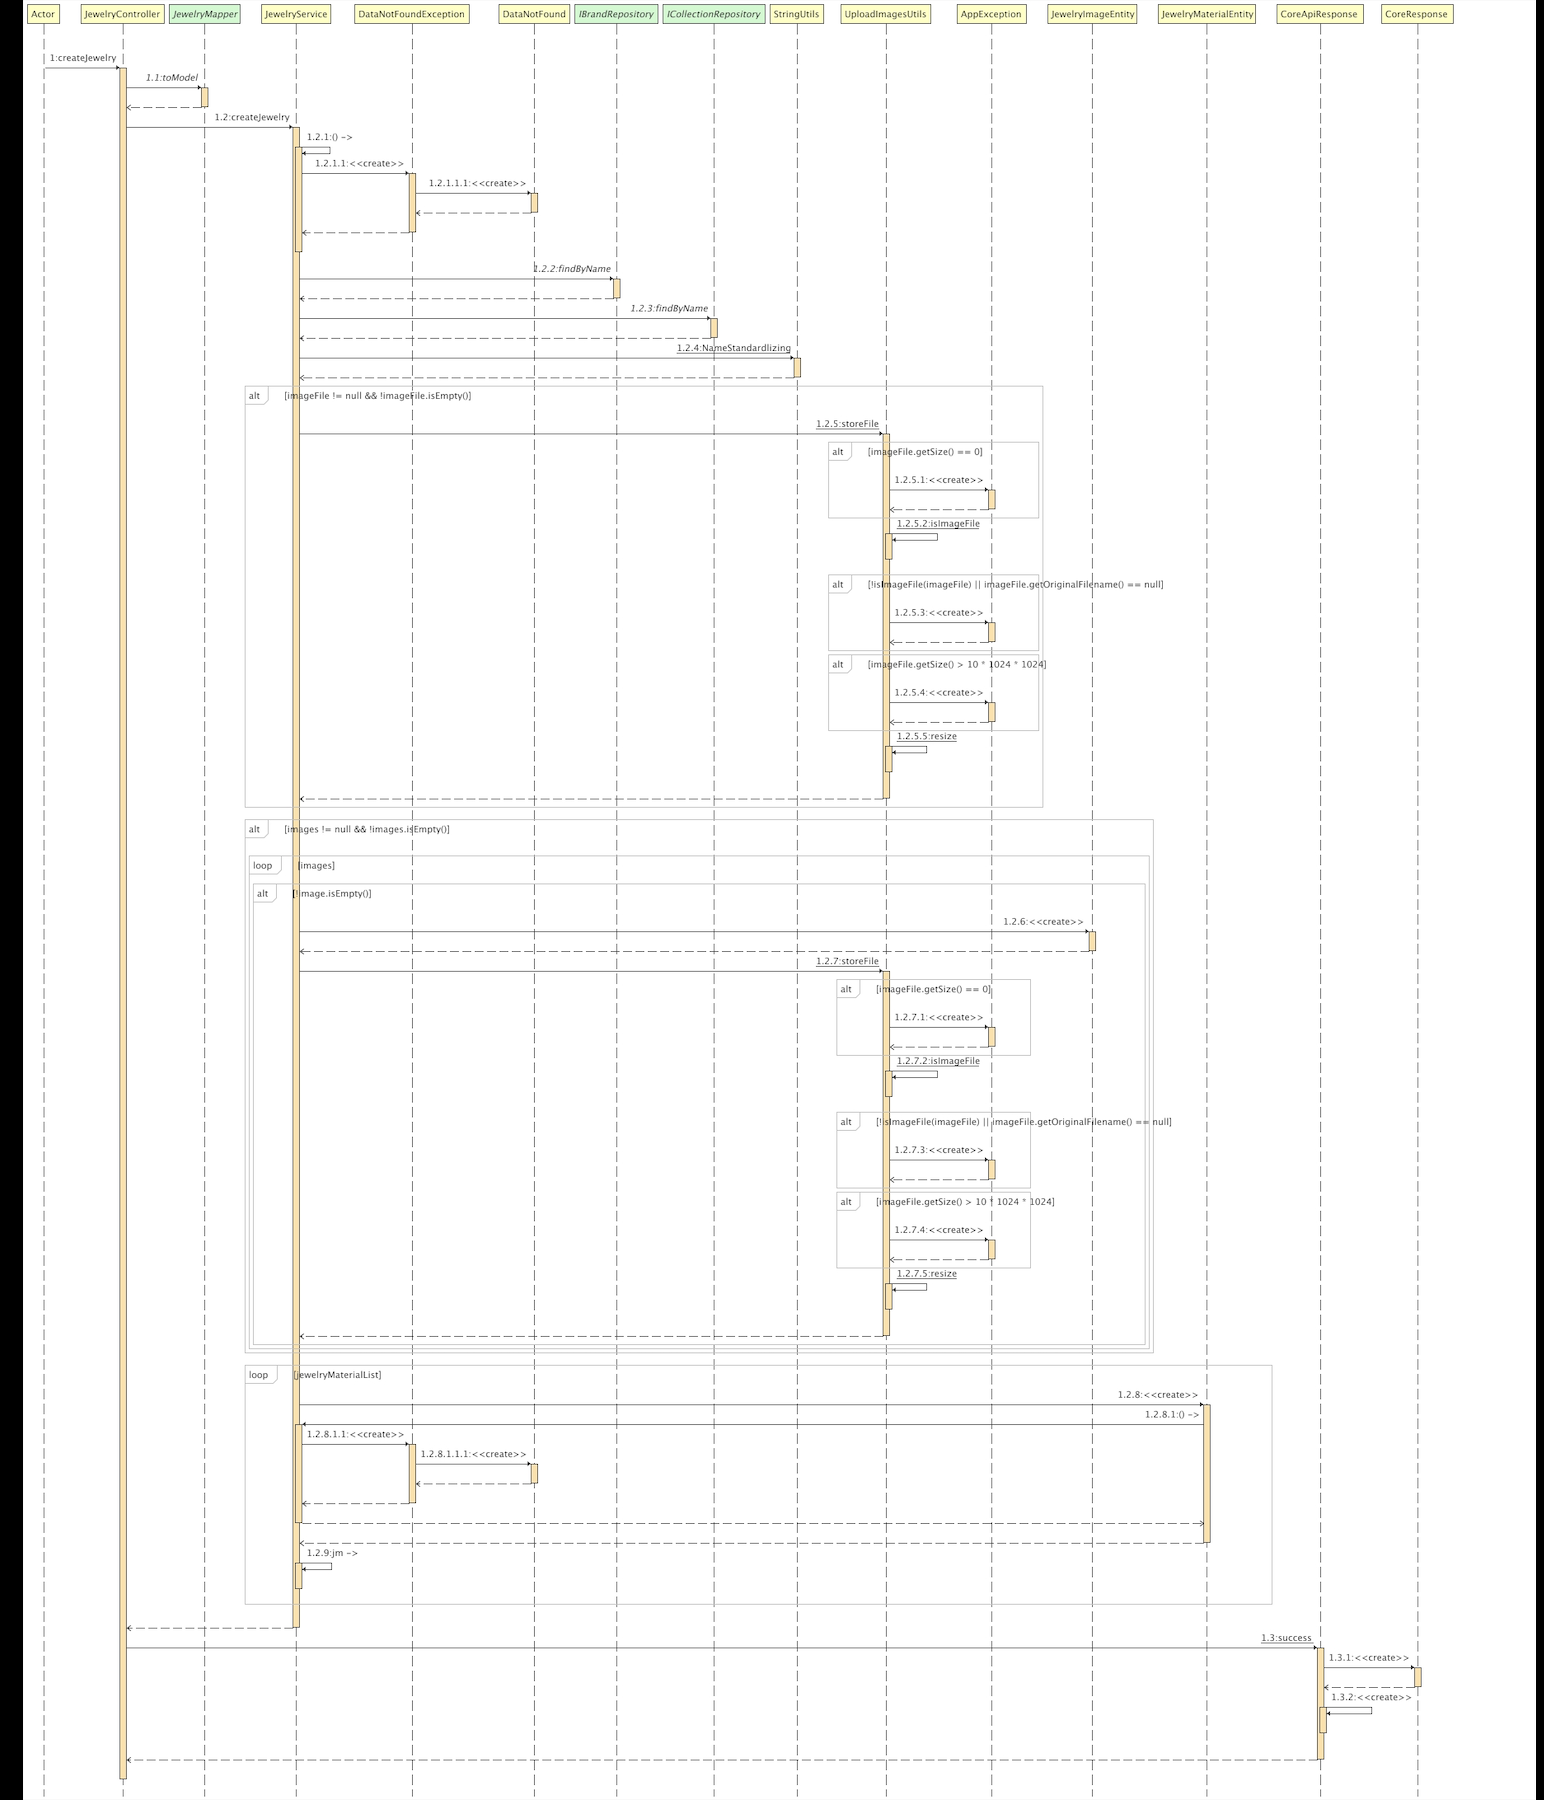 Actor JewelryController JewelryMapper JewelryService DataNotFoundException DataNotFound IBrandRepository ICollectionRepository StringUtils UploadImagesUtils AppException JewelryImageEntity JewelryMaterialEntity CoreApiResponse CoreResponse
1:createJewelry
1.1:toModel
1.2:createJewelry
1.2.1:() ->
1.2.1.1:<<create>>
1.2.1.1.1:<<create>>
1.2.2:findByName
1.2.3:findByName
1.2.4:NameStandardlizing
alt [imageFile != null && !imageFile.isEmpty()]
1.2.5:storeFile
alt [imageFile.getSize() == 0]
1.2.5.1:<<create>>
1.2.5.2:isImageFile
alt [!isImageFile(imageFile) || imageFile.getOriginalFilename() == null]
1.2.5.3:<<create>>
alt [imageFile.getSize() > 10 * 1024 * 1024]
1.2.5.4:<<create>>
1.2.5.5:resize
alt [images != null && !images.isEmpty()]
loop [images]
alt [!image.isEmpty()]
1.2.6:<<create>>
1.2.7:storeFile
alt [imageFile.getSize() == 0]
1.2.7.1:<<create>>
1.2.7.2:isImageFile
alt [!isImageFile(imageFile) || imageFile.getOriginalFilename() == null]
1.2.7.3:<<create>>
alt [imageFile.getSize() > 10 * 1024 * 1024]
1.2.7.4:<<create>>
1.2.7.5:resize
loop [jewelryMaterialList]
1.2.8:<<create>>
1.2.8.1:() ->
1.2.8.1.1:<<create>>
1.2.8.1.1.1:<<create>>
1.2.9:jm ->
1.3:success
1.3.1:<<create>>
1.3.2:<<create>>